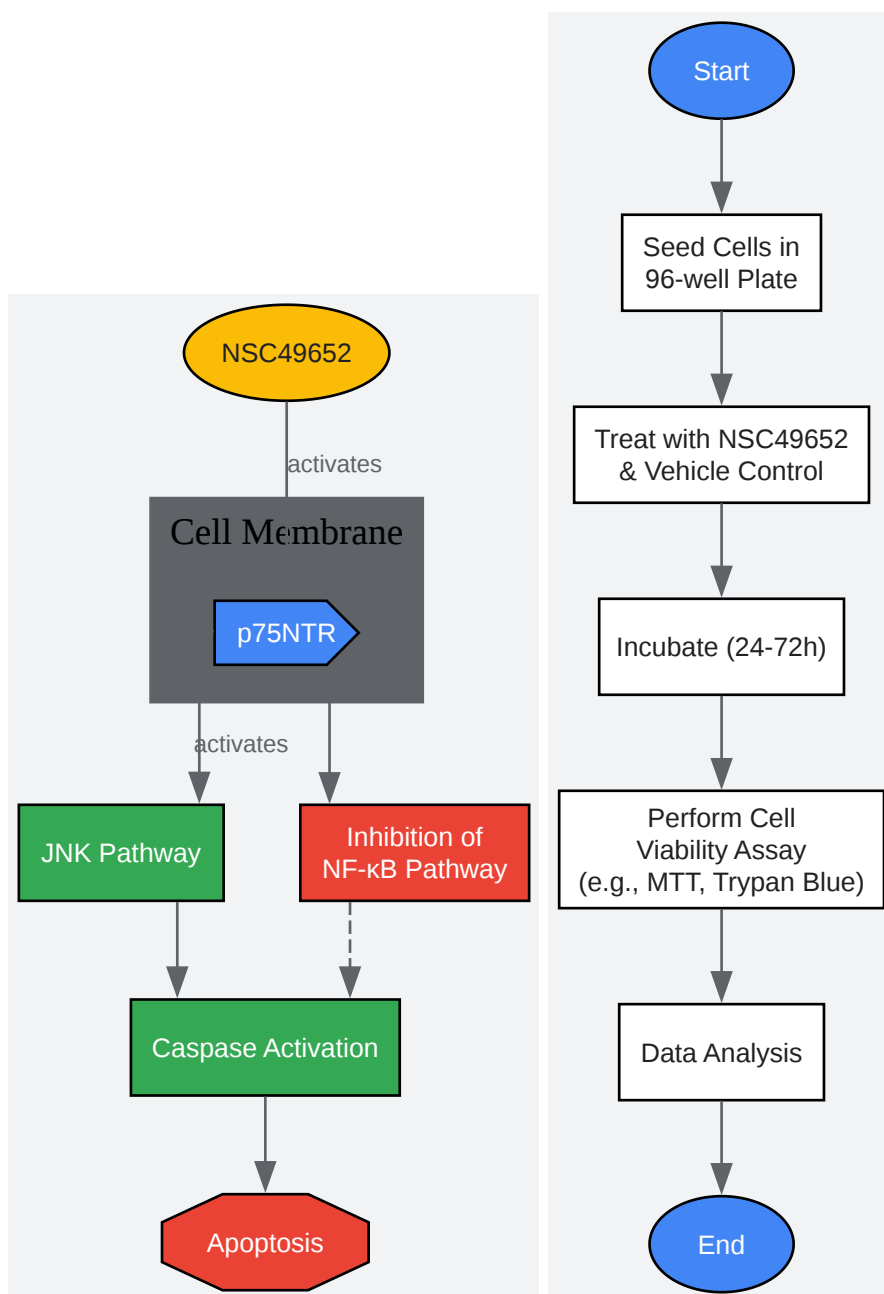 NSC49652
activates
Cell Membrane
p75NTR
activates
JNK Pathway
Inhibition of
NF-κB Pathway
Caspase Activation
Apoptosis
Start
Seed Cells in
96-well Plate
Treat with NSC49652
& Vehicle Control
Incubate (24-72h)
Perform Cell
Viability Assay
(e.g., MTT, Trypan Blue)
Data Analysis
End